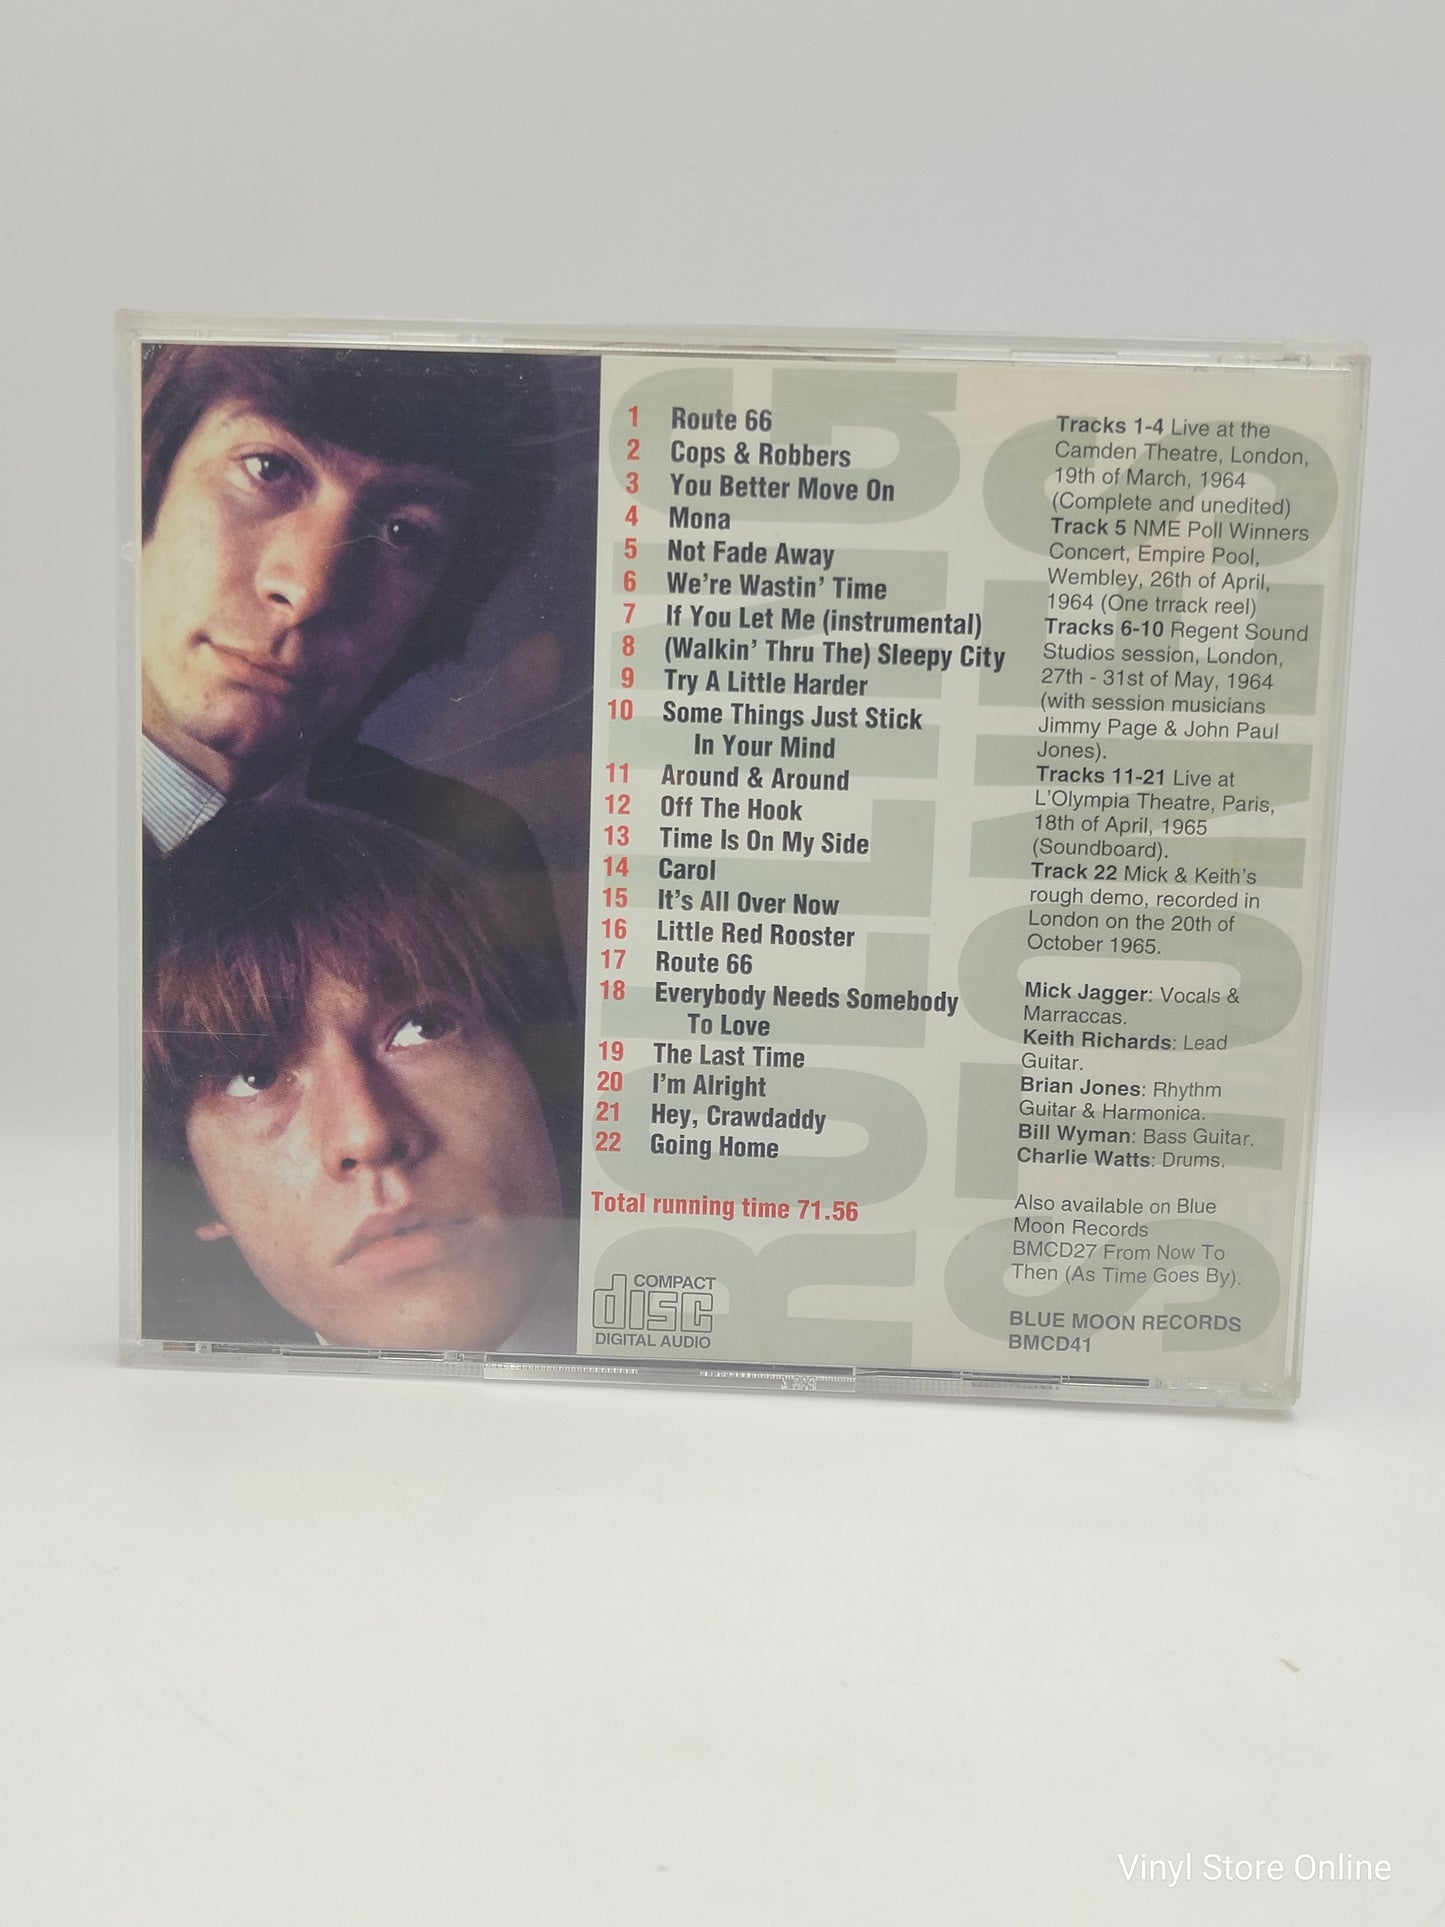 1 Route 66
2 Cops & Robbers
3 You Better Move On
4 Mona
5 Not Fade Away
6 We're Wastin' Time
7 If You Let Me (instrumental)
8 (Walkin' Thru The) Sleepy City
9 Try A Little Harder
10 Some Things Just Stick
In Your Mind
11 Around & Around
12 Off The Hook
13 Time Is On My Side
14 Carol
15 It's All Over Now
16 Little Red Rooster
17 Route 66
18 Everybody Needs Somebody
To Love
19 The Last Time
20 I'm Alright
21 Hey, Crawdaddy
22 Going Home
Total running time 71.56
COMPACT
disc
DIGITAL AUDIO
Tracks 1-4 Live at the
Camden Theatre, London,
19th of March, 1964
(Complete and unedited)
Track 5 NME Poll Winners
Concert, Empire Pool,
Wembley, 26th of April,
1964 (One trrack reel)
Tracks 6-10 Regent Sound
Studios session, London,
27th - 31st of May, 1964
(with session musicians
Jimmy Page & John Paul
Jones).
Tracks 11-21 Live at
L'Olympia Theatre, Paris,
18th of April, 1965
(Soundboard).
Track 22 Mick & Keith's
rough demo, recorded in
London on the 20th of
October 1965.
Mick Jagger: Vocals &
Marraccas.
Keith Richards: Lead
Guitar.
Brian Jones: Rhythm
Guitar & Harmonica.
Bill Wyman: Bass Guitar.
Charlie Watts: Drums.
Also available on Blue
Moon Records
BMCD27 From Now To
Then (As Time Goes By).
BLUE MOON RECORDS
BMCD41
ROLLING
STONES
Vinyl Store Online